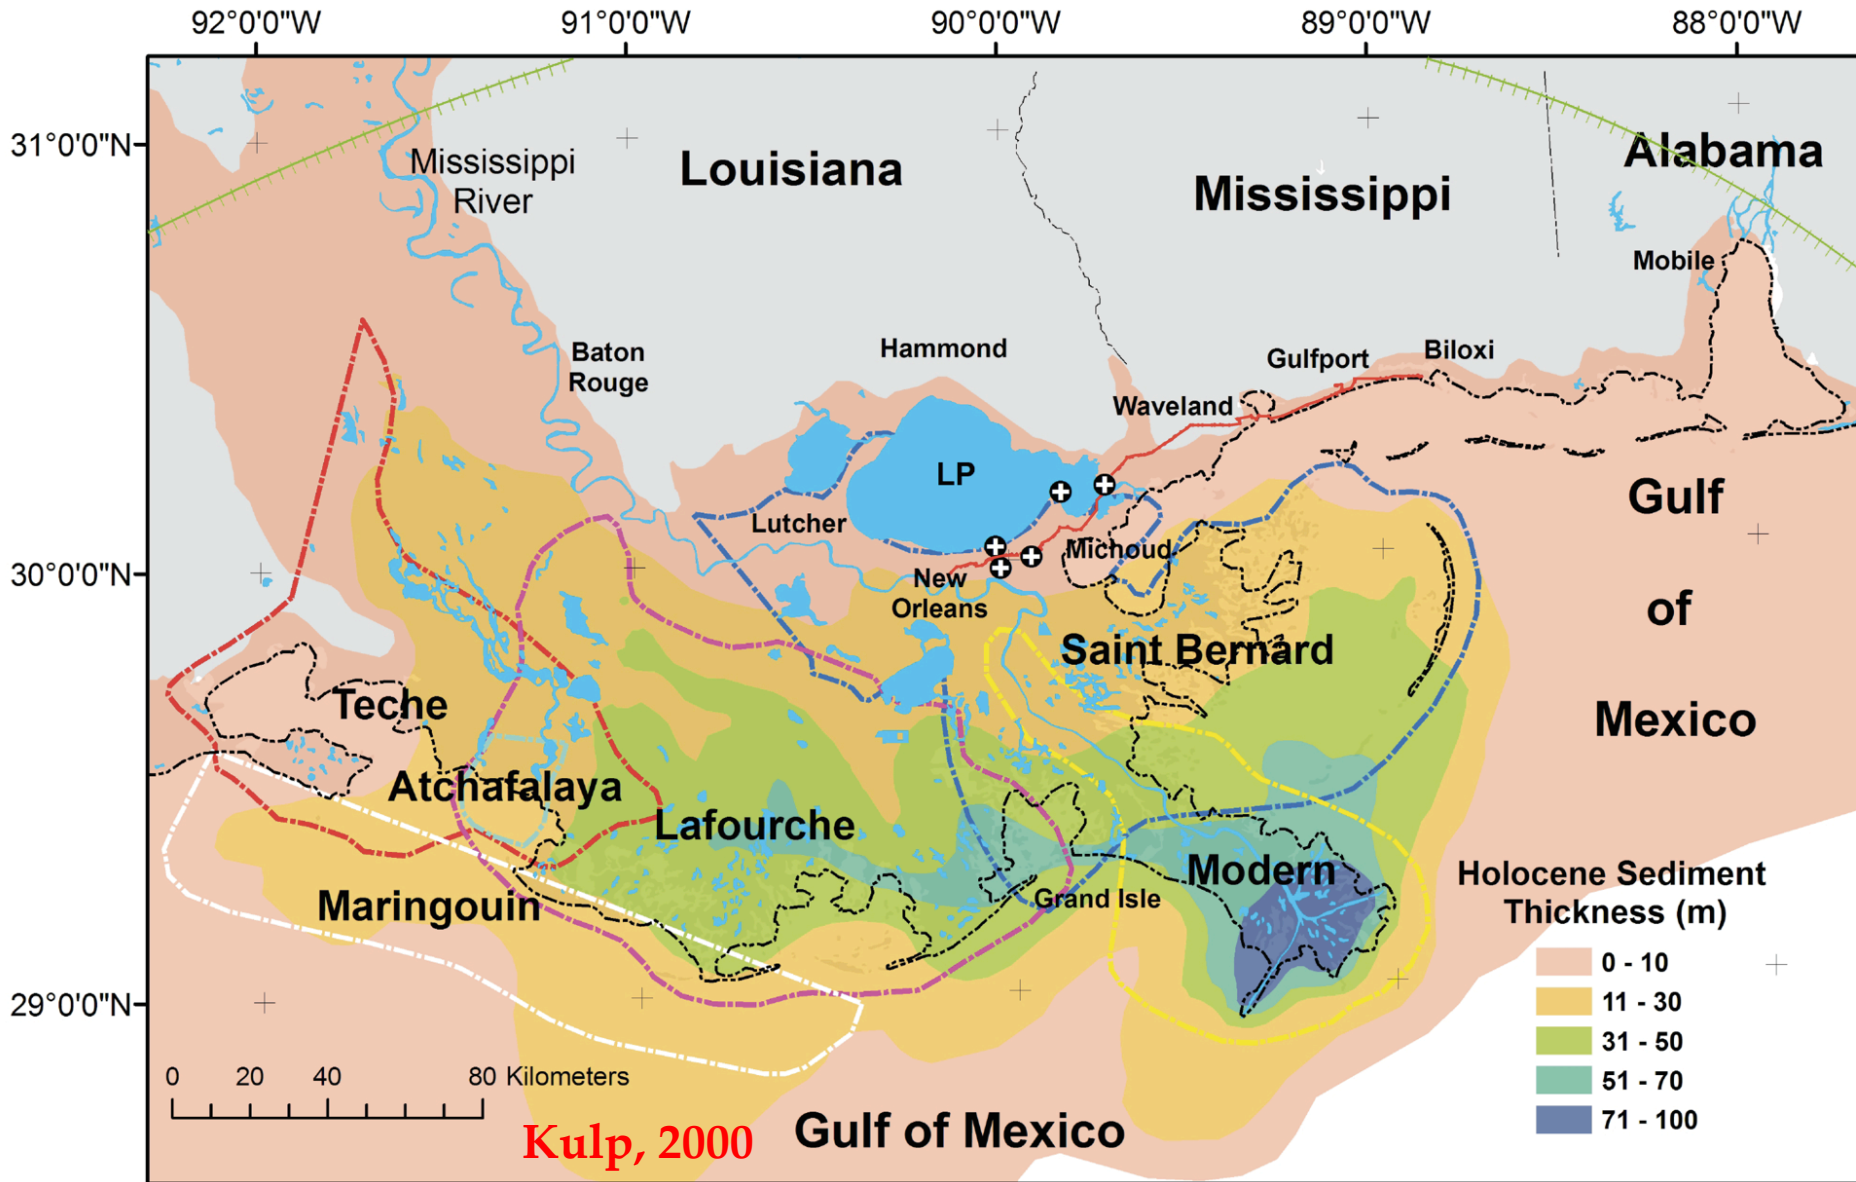 92°0'0"W 91°0'0"W 90°0'0"W 89°0'0"W 88°0'0"W
31°0'0"N
30°0'0"N
29°0'0"N
Mississippi
River
Louisiana
Mississippi
Alabama
Mobile
Baton
Rouge
Hammond
Gulfport
Biloxi
Waveland
LP
Lutcher
Michoud
New
Orleans
Gulf
of
Mexico
Saint Bernard
Teche
Atchafalaya
Lafourche
Maringouin
Modern
Grand Isle
Holocene Sediment
Thickness (m)
0 - 10
11 - 30
31 - 50
51 - 70
71 - 100
0 20 40 80 Kilometers
Kulp, 2000
Gulf of Mexico